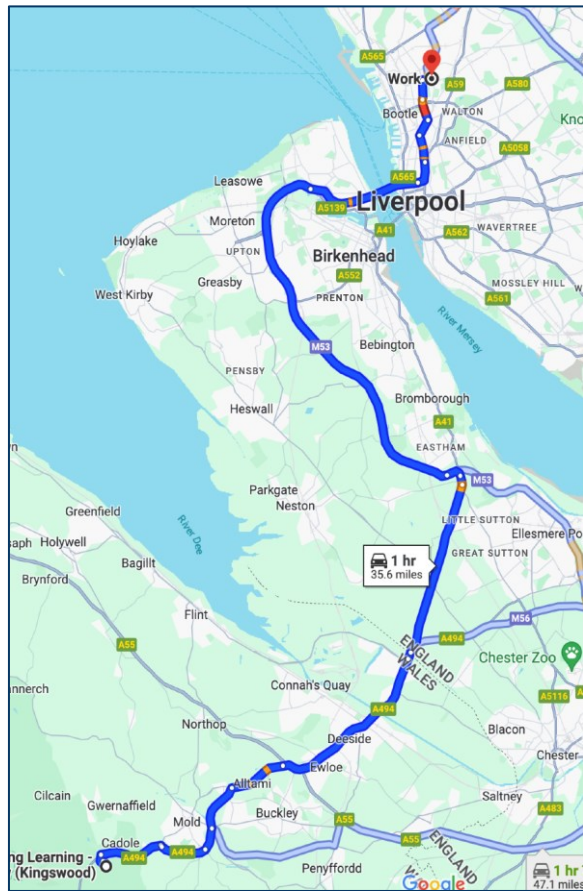 A565
Work
A59
A580
Kno
Bootle
WALTON
ANFIELD
A5058
Leasowe
A565
A5139
Liverpool
Moreton
A41
A562
WAVERTREE
Hoylake
UPTON
Birkenhead
Greasby
A552
MOSSLEY HILL
West Kirby
PRENTON
A561
River Mersey
M53
Bebington
PENSBY
Bromborough
Heswall
A41
EASTHAM
Parkgate
M53
Neston
Greenfield
River Dee
LITTLE SUTTON
Ellesmere Po
saph
Holywell
GREAT SUTTON
Bagillt
1 hr
35.6 miles
Brynford
Flint
M56
A55
ENGLAND
WALES
A494
Chester Zoo
annerch
Connah's Quay
A5116
A494
Northop
Blacon
Deeside
Chester
Ewloe
Alltami
Cilcain
Saltney
Gwernaffield
Buckley
A483
Mold
A55
Cadole
A55
ng Learning -
(Kingswood)
A494
A494
Penyffordd
ENGLAND
Google
1 hr
47.1 miles